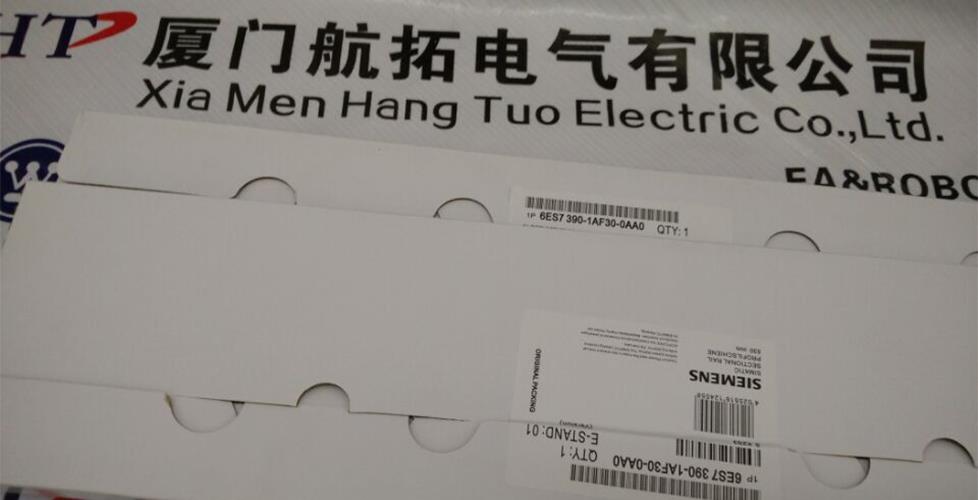 HT
厦门航拓电气有限公司
Xia Men Hang Tuo Electric Co.,Ltd.
EA&ROBO
1P 6ES7 390-1AF30-0AA0 QTY: 1
SIEMENS
SIMATIC
SECTIONAL RAIL
PROFILSCHIENE
530 mm
ORIGINAL PACKING
E-STAND: 01
QTY: 1
1P 6ES7 390-1AF30-0AA0